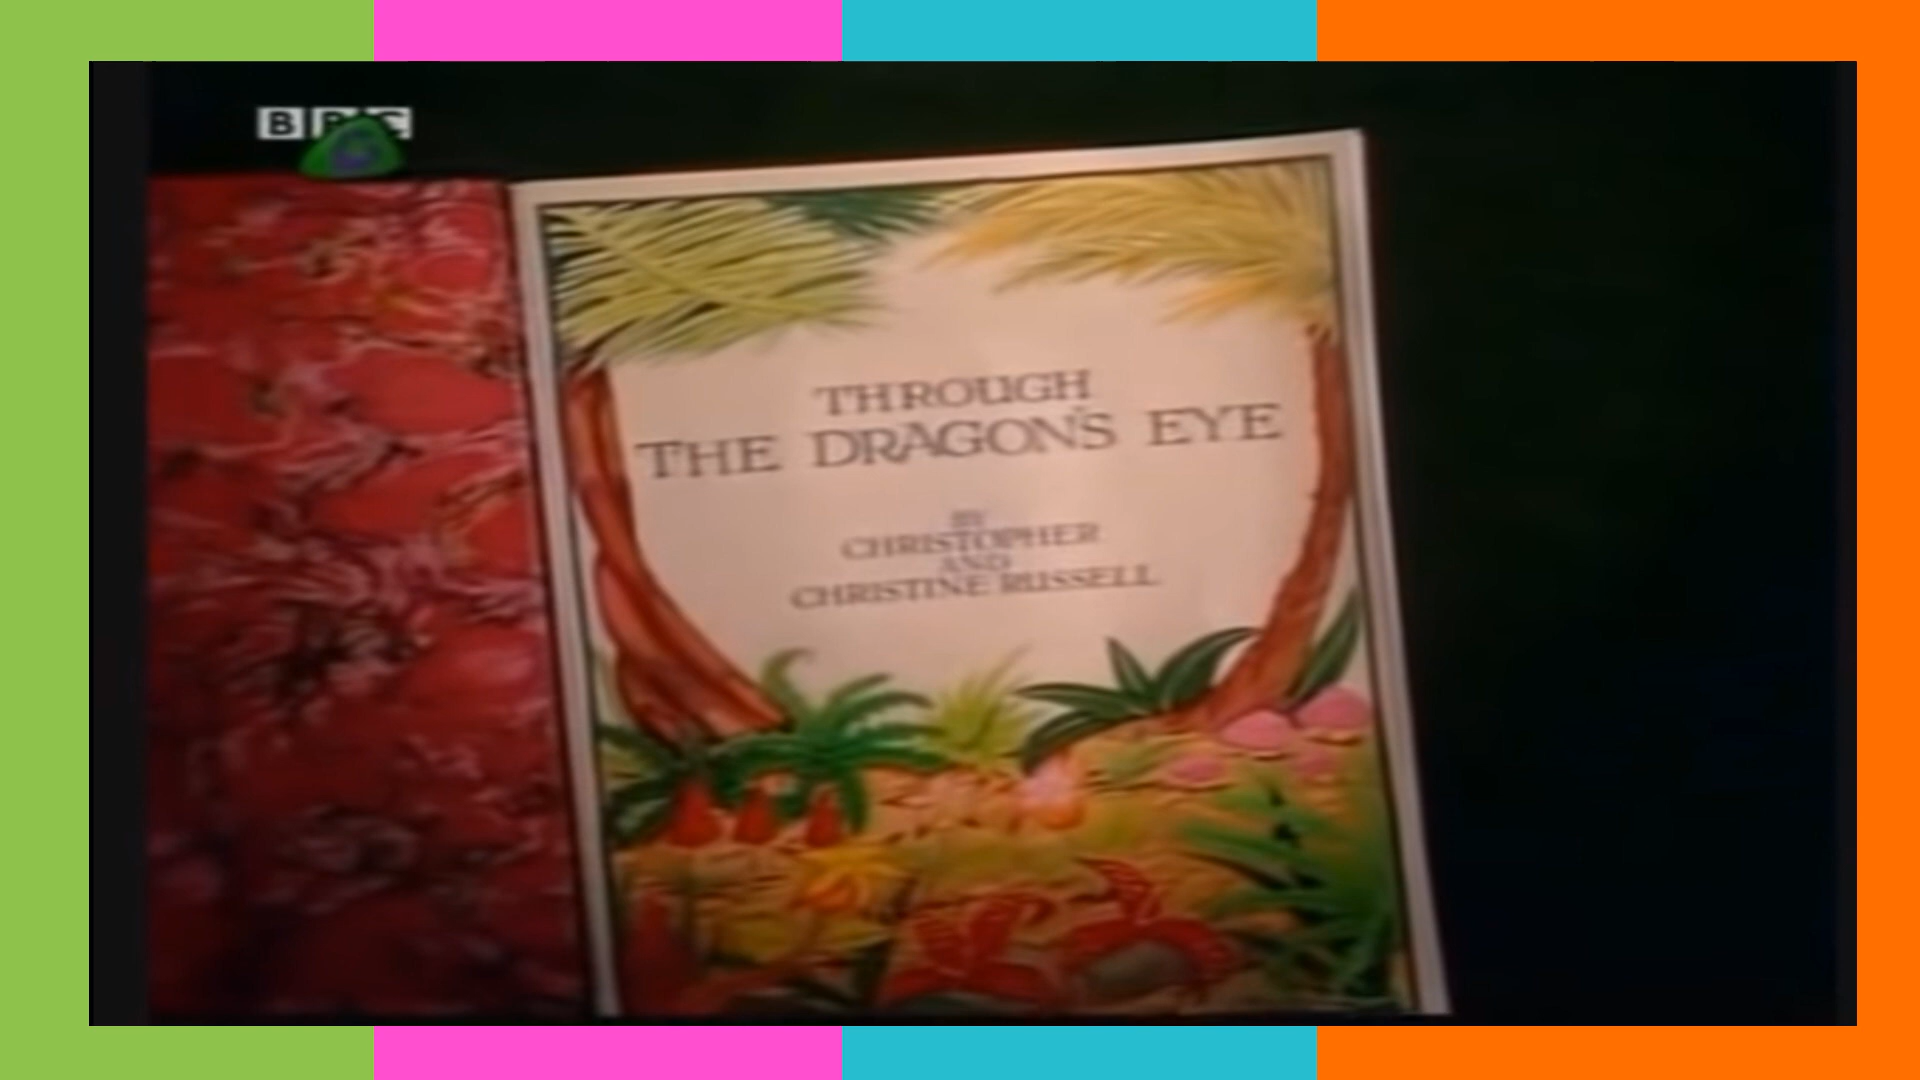 BBC
THROUGH
THE DRAGON'S EYE
BY
CHRISTOPHER
AND
CHRISTINE RUSSELL